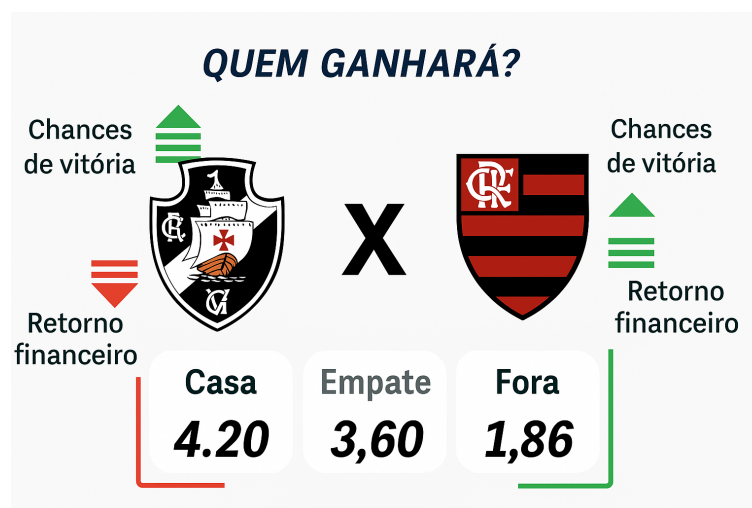 QUEM GANHARÁ?
Chances
de vitória
Retorno
financeiro
X
Chances
de vitória
Retorno
financeiro
CRF
Casa
4.20
Empate
3,60
Fora
1,86